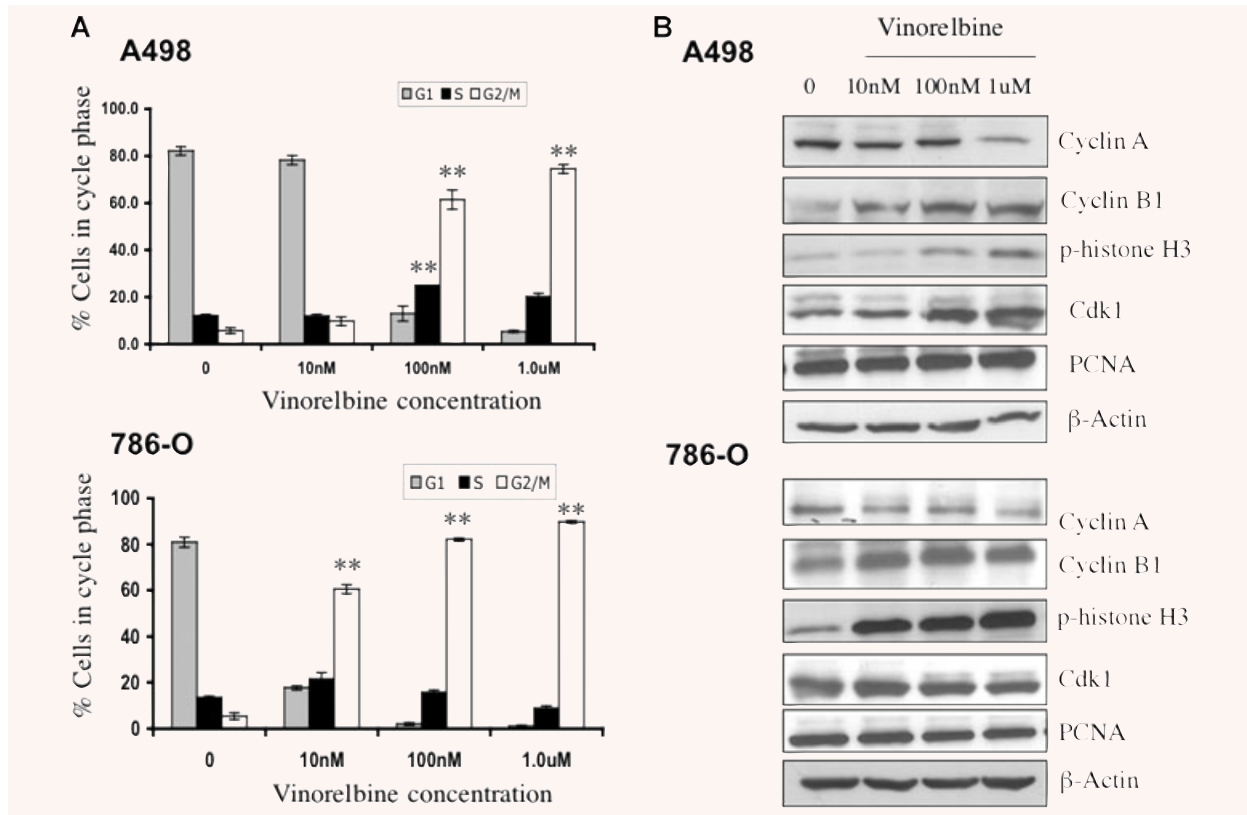 A
A498
G1 S G2/M
% Cells in cycle phase
100.0
80.0
60.0
40.0
20.0
0.0
**
**
**
0 10nM 100nM 1.0uM
Vinorelbine concentration
786-O
G1 S G2/M
% Cells in cycle phase
100
80
60
40
20
0
**
**
**
0 10nM 100nM 1.0uM
Vinorelbine concentration
B
A498
Vinorelbine
0 10nM 100nM 1uM
Cyclin A
Cyclin B1
p-histone H3
Cdk1
PCNA
β-Actin
786-O
Cyclin A
Cyclin B1
p-histone H3
Cdk1
PCNA
β-Actin